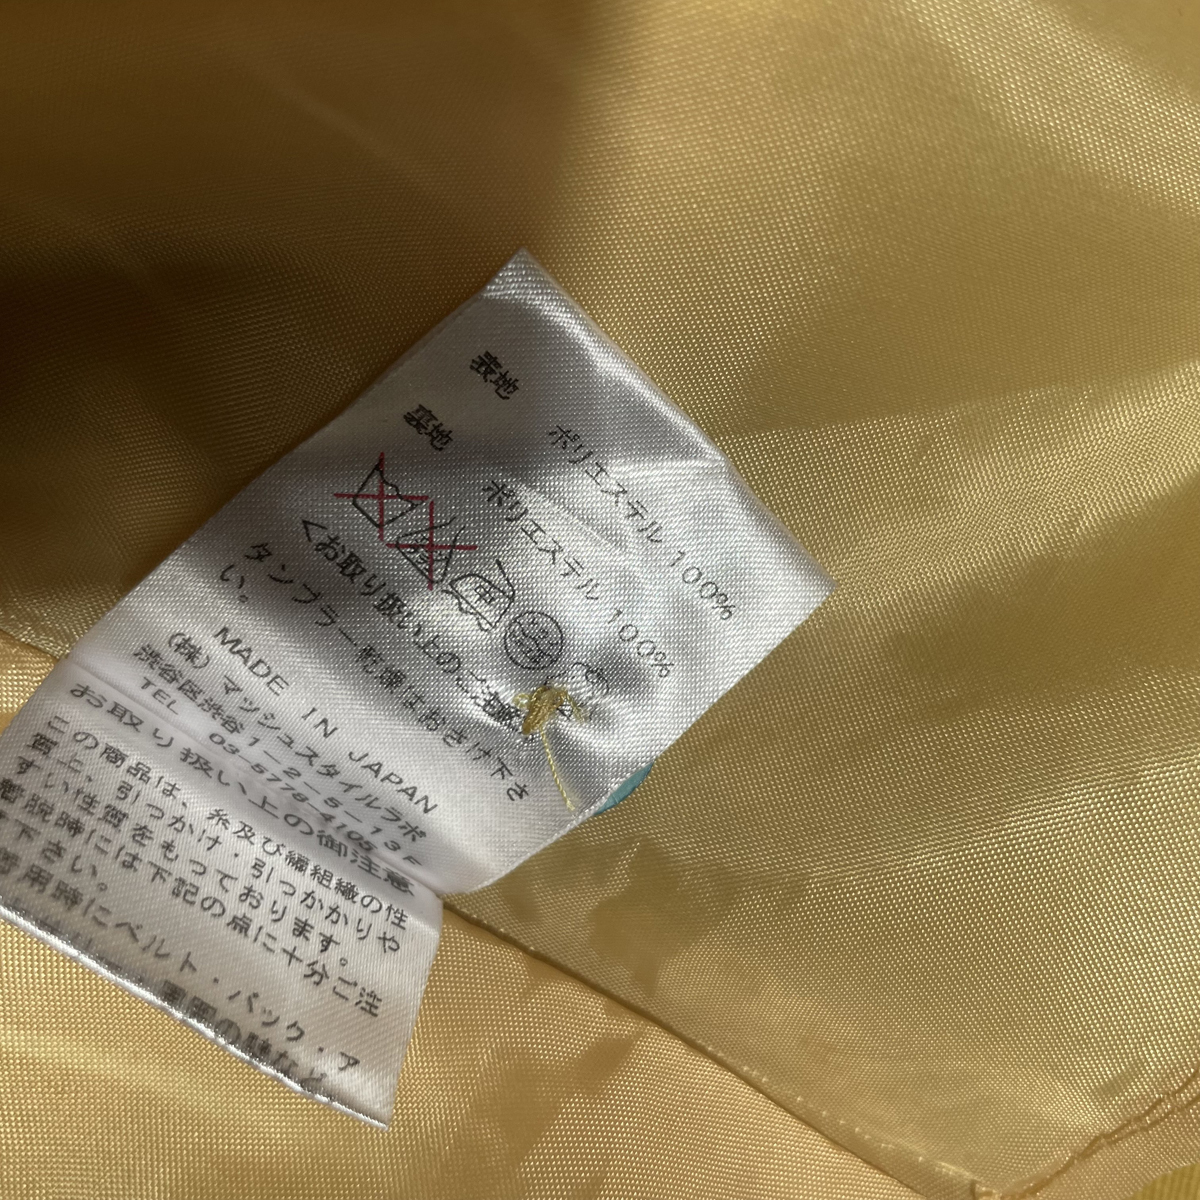 表地 ポリエステル 100%
裏地 ポリエステル 100%
<お取り扱い上のご注意
タンブラー乾燥はおさけ下さ
い。
MADE IN JAPAN
(株)マッシュスタイルラボ
渋谷区渋谷1-2-5-13F
TEL 03-5778-4105
お取り扱い上の御注意
この商品は、糸及び編組織の性
質上、引っかけ・引っかかりや
すい性質をもっております。
着脱時には下記の点に十分ご注
下さい。
用時にベルト・バック・ア
など